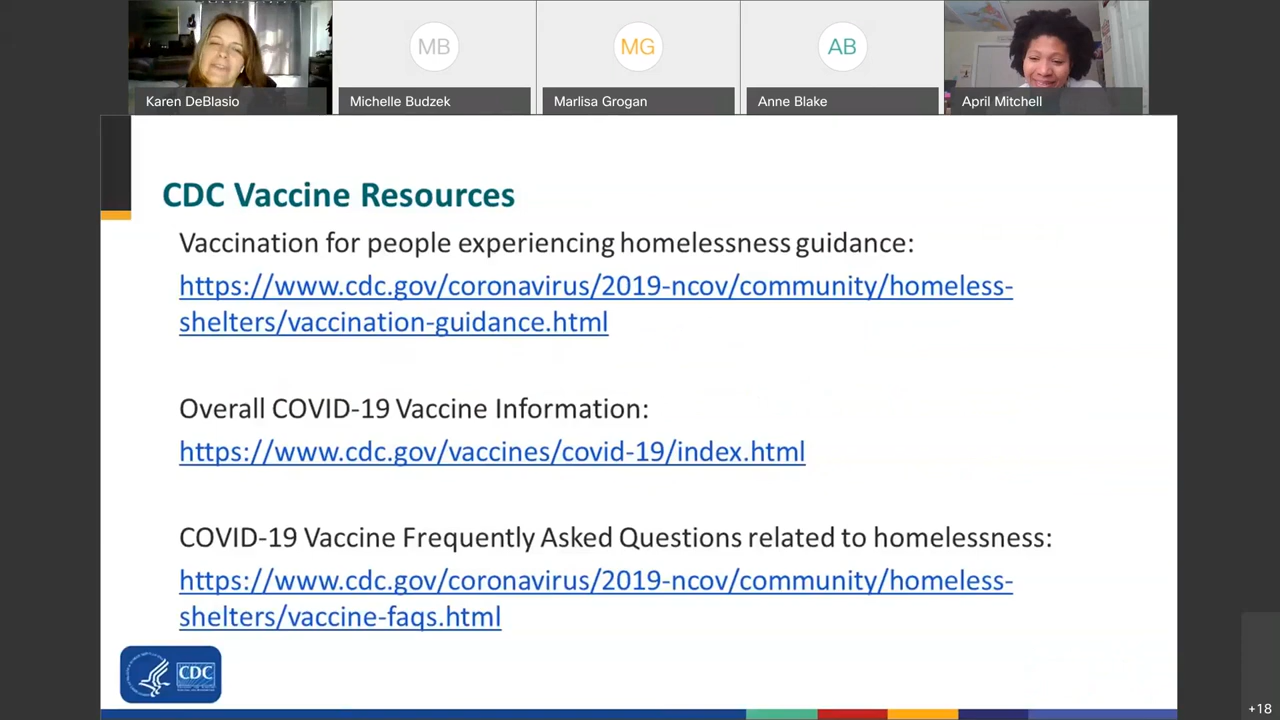 MB
MG
AB
Karen DeBlasio
Michelle Budzek
Marlisa Grogan
Anne Blake
April Mitchell
CDC Vaccine Resources
Vaccination for people experiencing homelessness guidance:
https://www.cdc.gov/coronavirus/2019-ncov/community/homeless-
shelters/vaccination-guidance.html
Overall COVID-19 Vaccine Information:
https://www.cdc.gov/vaccines/covid-19/index.html
COVID-19 Vaccine Frequently Asked Questions related to homelessness:
https://www.cdc.gov/coronavirus/2019-ncov/community/homeless-
shelters/vaccine-faqs.html
CDC
+18